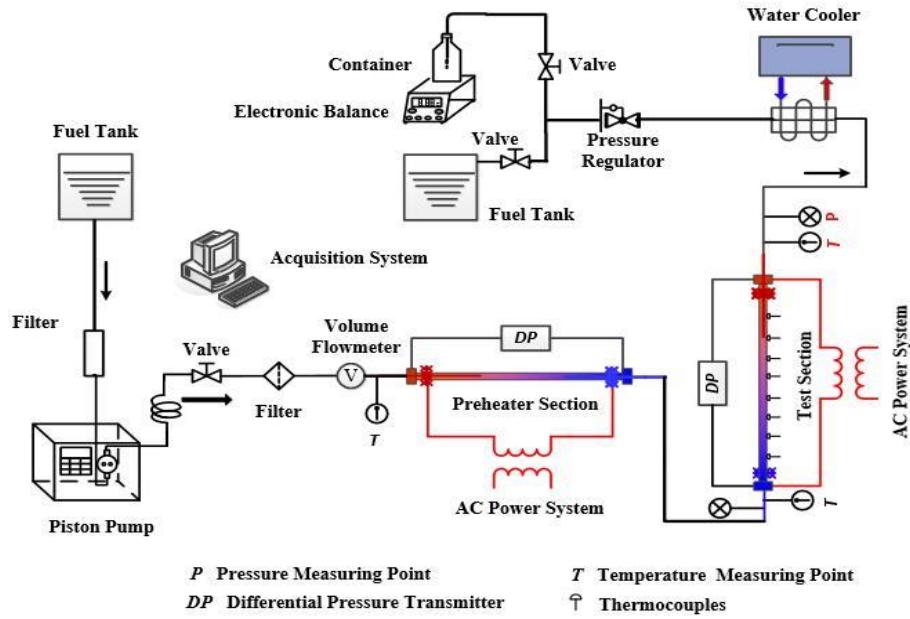 Water Cooler
Container
Valve
Electronic Balance
Fuel Tank
Valve
Pressure
Regulator
Fuel Tank
P
T
Acquisition System
Filter
Volume
Flowmeter
DP
Valve
V
Filter
Preheater Section
T
DP
Test Section
AC Power System
AC Power System
T
Piston Pump
P Pressure Measuring Point
T Temperature Measuring Point
DP Differential Pressure Transmitter
Thermocouples